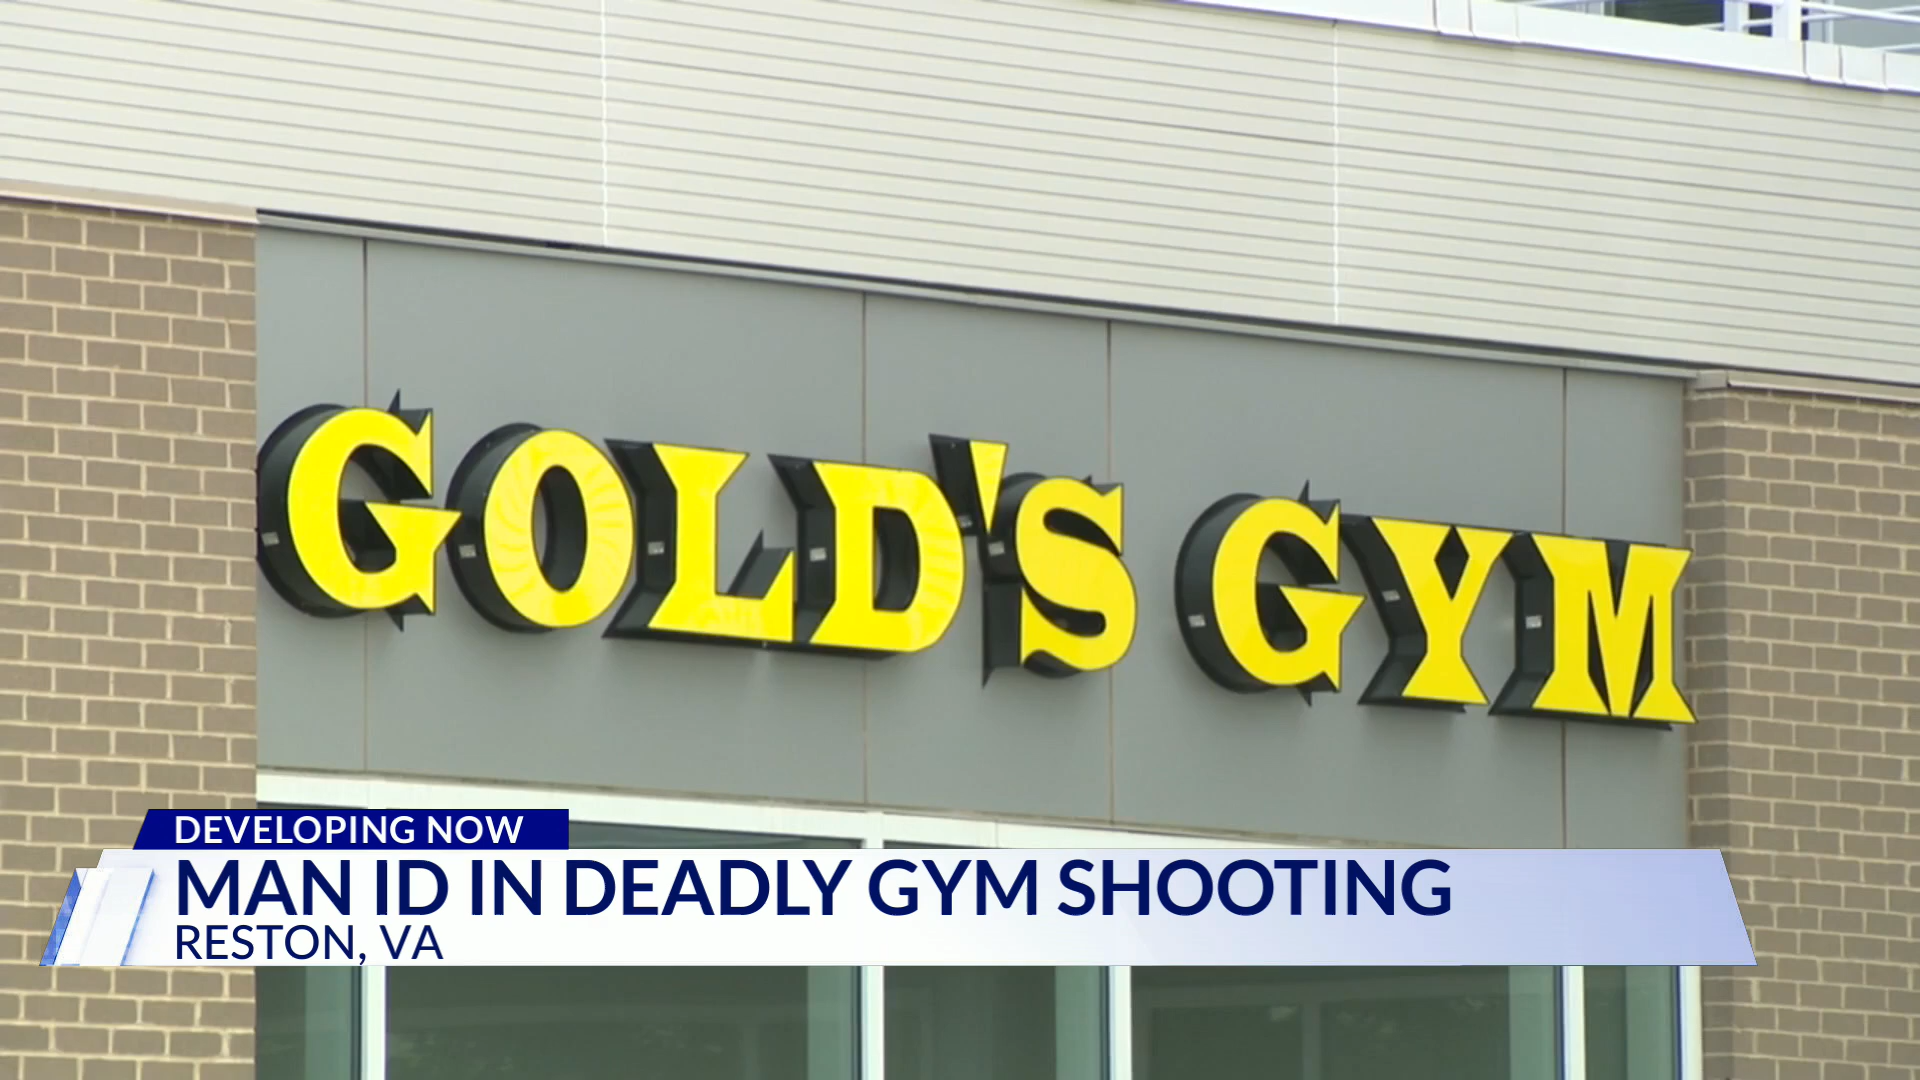 GOLD'S GYM
DEVELOPING NOW
MAN ID IN DEADLY GYM SHOOTING
RESTON, VA